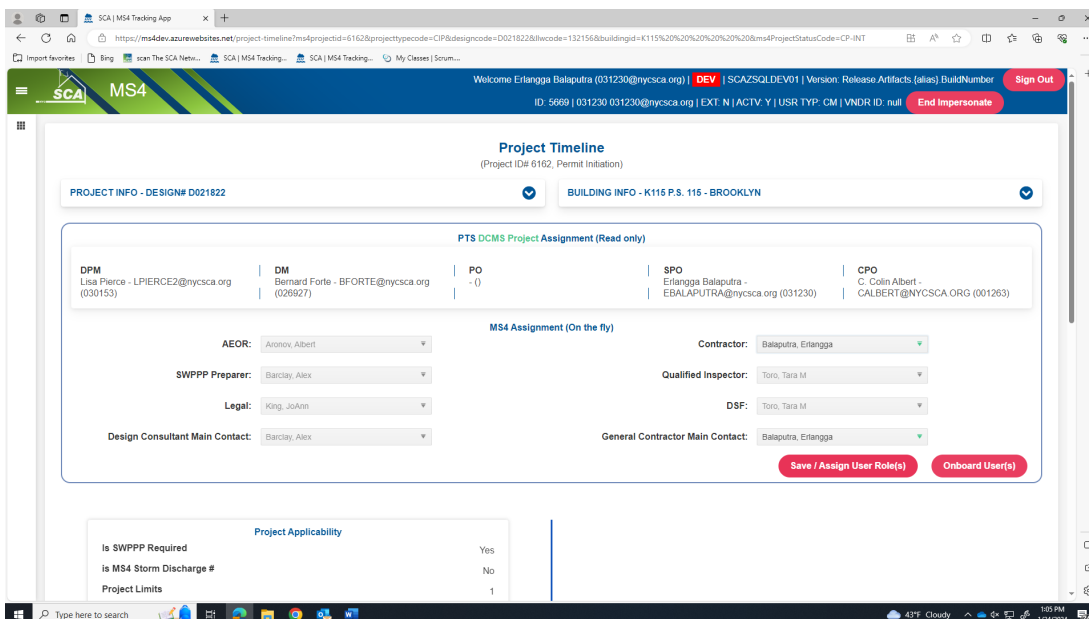 SCA | MS4 Tracking App
https://ms4dev.azurewebsites.net/project-timeline?ms4projectid=6162&projecttypecode=CIP&designcode=D021822&llwcode=132156&buildingid=K115%20%20%20%20%20%20&ms4ProjectStatusCode=CP-INT
Import favorites Bing scan The SCA Netw... SCA | MS4 Tracking... SCA | MS4 Tracking... My Classes | Scrum....
SCA MS4
Welcome Erlangga Balaputra (031230@nycsca.org) | DEV | SCAZSQLDEV01 | Version: Release.Artifacts.{alias}.BuildNumber Sign Out
ID: 5669 | 031230 031230@nycsca.org | EXT: N | ACTV: Y | USR TYP: CM | VNDR ID: null End Impersonate
Project Timeline
(Project ID# 6162, Permit Initiation)
PROJECT INFO - DESIGN# D021822
BUILDING INFO - K115 P.S. 115 - BROOKLYN
PTS DCMS Project Assignment (Read only)
DPM
Lisa Pierce - LPIERCE2@nycsca.org
(030153)
DM
Bernard Forte - BFORTE@nycsca.org
(026927)
PO
- ()
SPO
Erlangga Balaputra -
EBALAPUTRA@nycsca.org (031230)
CPO
C. Colin Albert -
CALBERT@NYCSCA.ORG (001263)
MS4 Assignment (On the fly)
AEOR: Aronov, Albert
Contractor: Balaputra, Erlangga
SWPPP Preparer: Barclay, Alex
Qualified Inspector: Toro, Tara M
Legal: King, JoAnn
DSF: Toro, Tara M
Design Consultant Main Contact: Barclay, Alex
General Contractor Main Contact: Balaputra, Erlangga
Save / Assign User Role(s) Onboard User(s)
Project Applicability
Is SWPPP Required Yes
is MS4 Storm Discharge # No
Project Limits 1
Type here to search
43°F Cloudy
1:05 PM